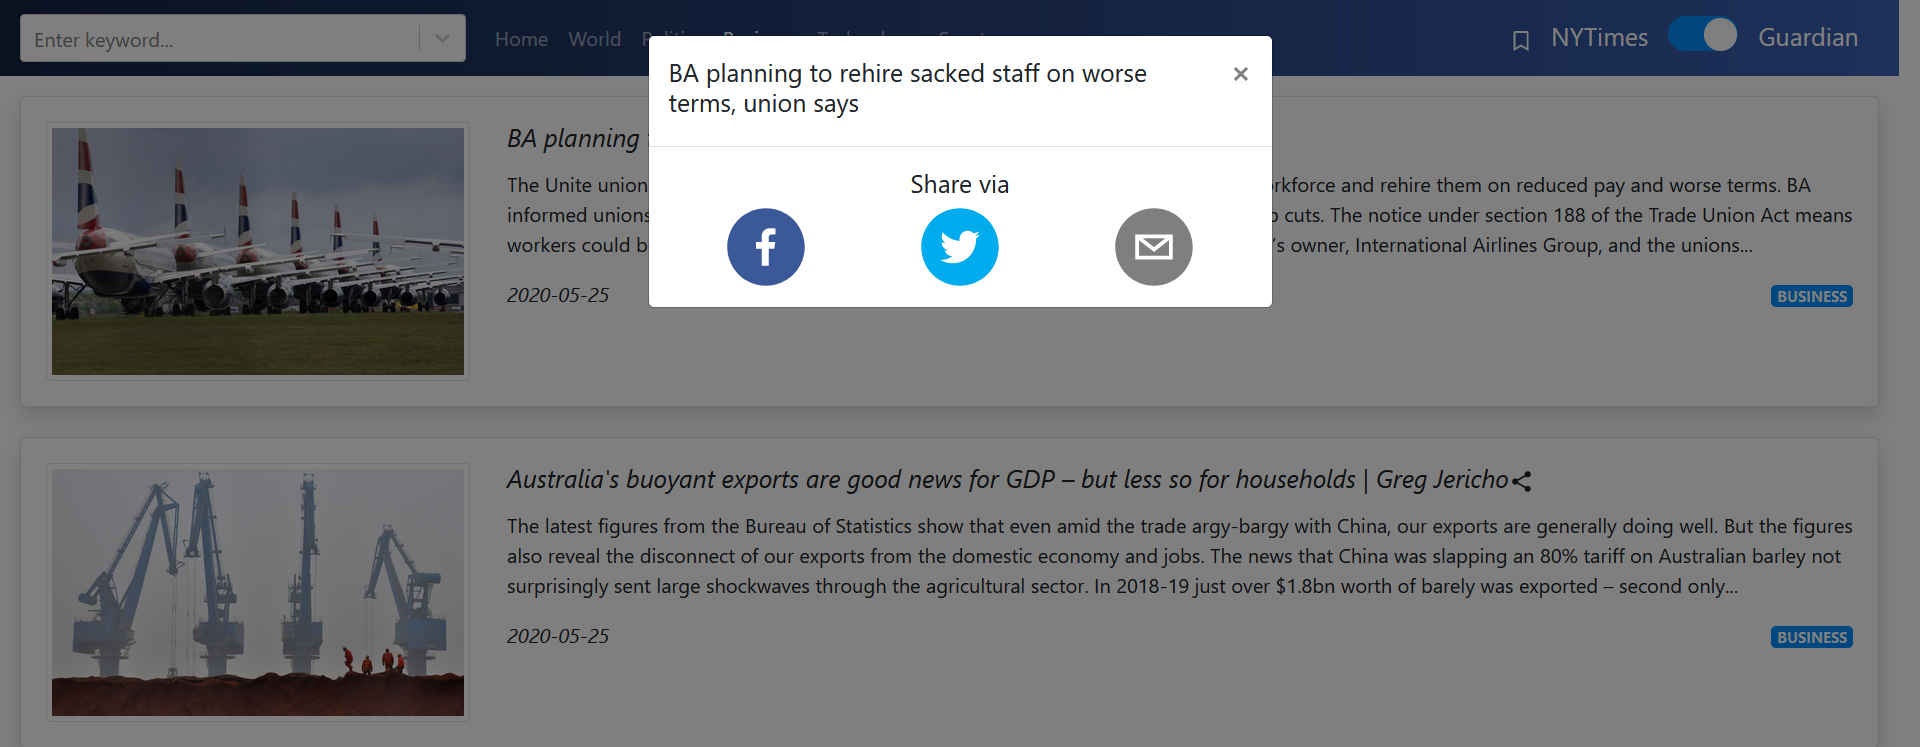 Enter keyword...
Home World
NYTimes Guardian
BA planning to rehire sacked staff on worse
terms, union says
×
Share via
BA planning
The Unite union rkforce and rehire them on reduced pay and worse terms. BA
informed unions cuts. The notice under section 188 of the Trade Union Act means
workers could 's owner, International Airlines Group, and the unions...
2020-05-25
BUSINESS
Australia's buoyant exports are good news for GDP – but less so for households | Greg Jericho
The latest figures from the Bureau of Statistics show that even amid the trade argy-bargy with China, our exports are generally doing well. But the figures
also reveal the disconnect of our exports from the domestic economy and jobs. The news that China was slapping an 80% tariff on Australian barley not
surprisingly sent large shockwaves through the agricultural sector. In 2018-19 just over $1.8bn worth of barely was exported – second only...
2020-05-25
BUSINESS